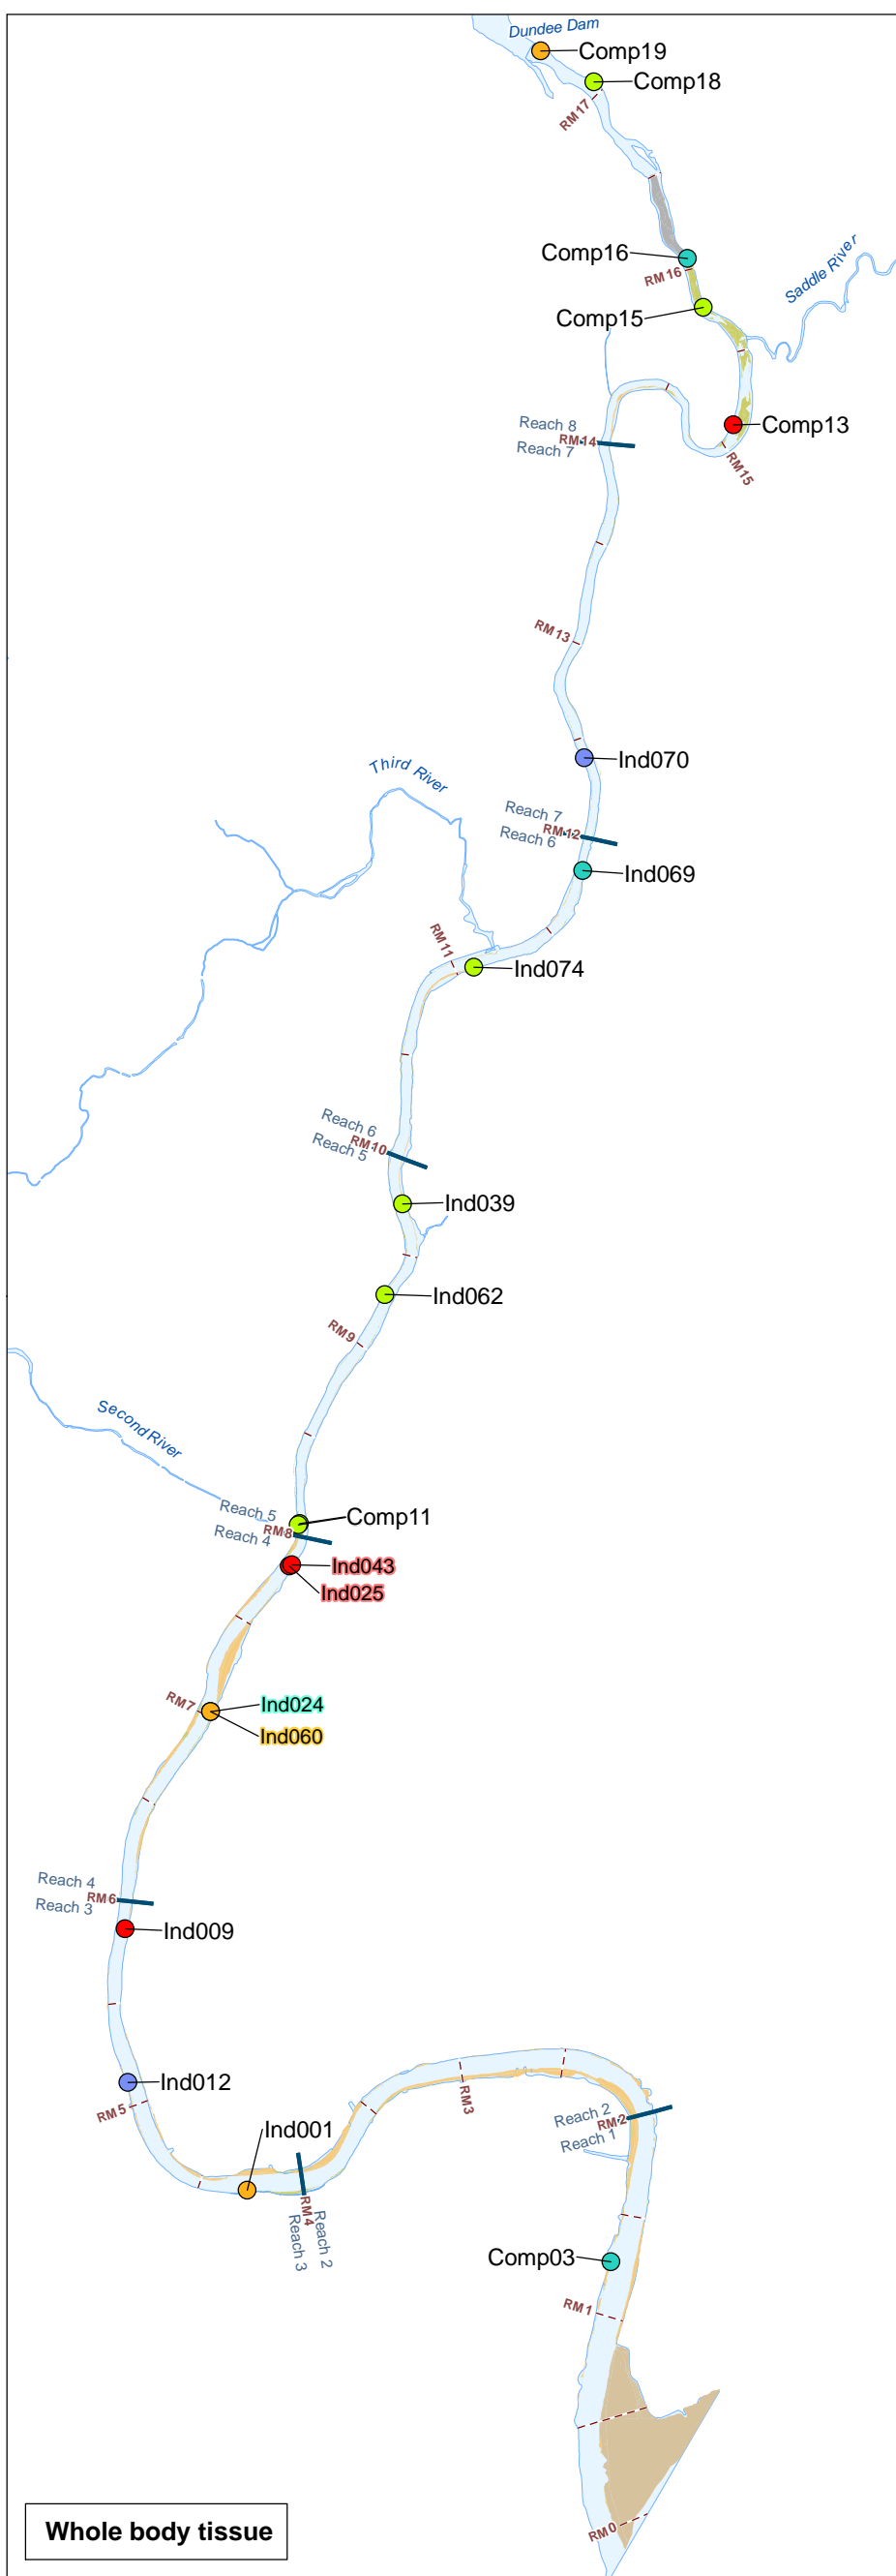 Dundee Dam
Comp19
Comp18
RM17
Comp16
RM16
Saddle River
Comp15
Comp13
Reach 8
RM14
Reach 7
RM15
RM13
Ind070
Third River
Reach 7
RM12
Reach 6
Ind069
RM11
Ind074
Reach 6
RM10
Reach 5
Ind039
Ind062
RM9
Second River
Reach 5
Comp11
RM8
Reach 4
Ind043
Ind025
RM7
Ind024
Ind060
Reach 4
RM6
Reach 3
Ind009
Ind012
RM5
RM3
Reach 2
RM2
Reach 1
Ind001
RM4
Reach 2
Reach 3
Comp03
RM1
RM0
Whole body tissue